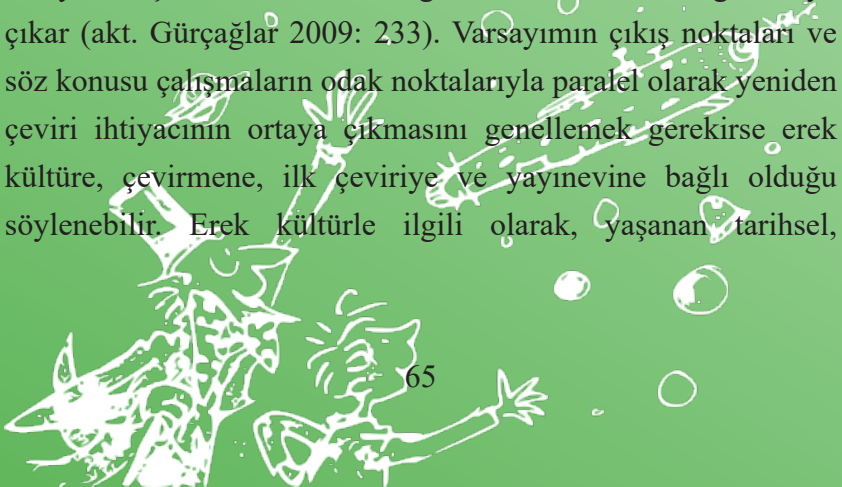 çıkar (akt. Gürçağlar 2009: 233). Varsayımın çıkış noktaları ve
söz konusu çalışmaların odak noktalarıyla paralel olarak yeniden
çeviri ihtiyacının ortaya çıkmasını genellemek gerekirse erek
kültüre, çevirmene, ilk çeviriye ve yayınevine bağlı olduğu
söylenebilir. Erek kültürle ilgili olarak, yaşanan tarihsel,
65